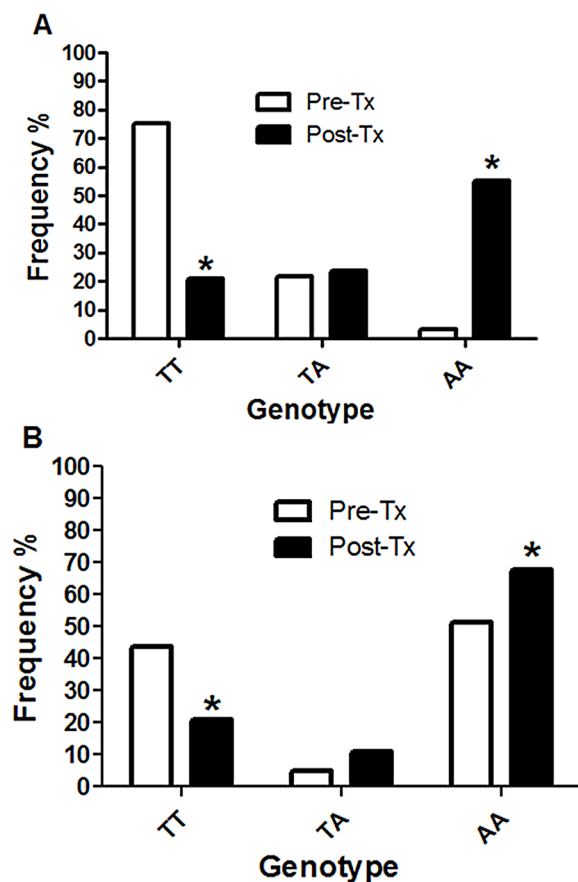 A
100
90
80
70
60
50
40
30
20
10
0
Frequency %
Pre-Tx
Post-Tx
*
*
TT
TA
AA
Genotype
B
100
90
80
70
60
50
40
30
20
10
0
Frequency %
Pre-Tx
Post-Tx
*
*
TT
TA
AA
Genotype